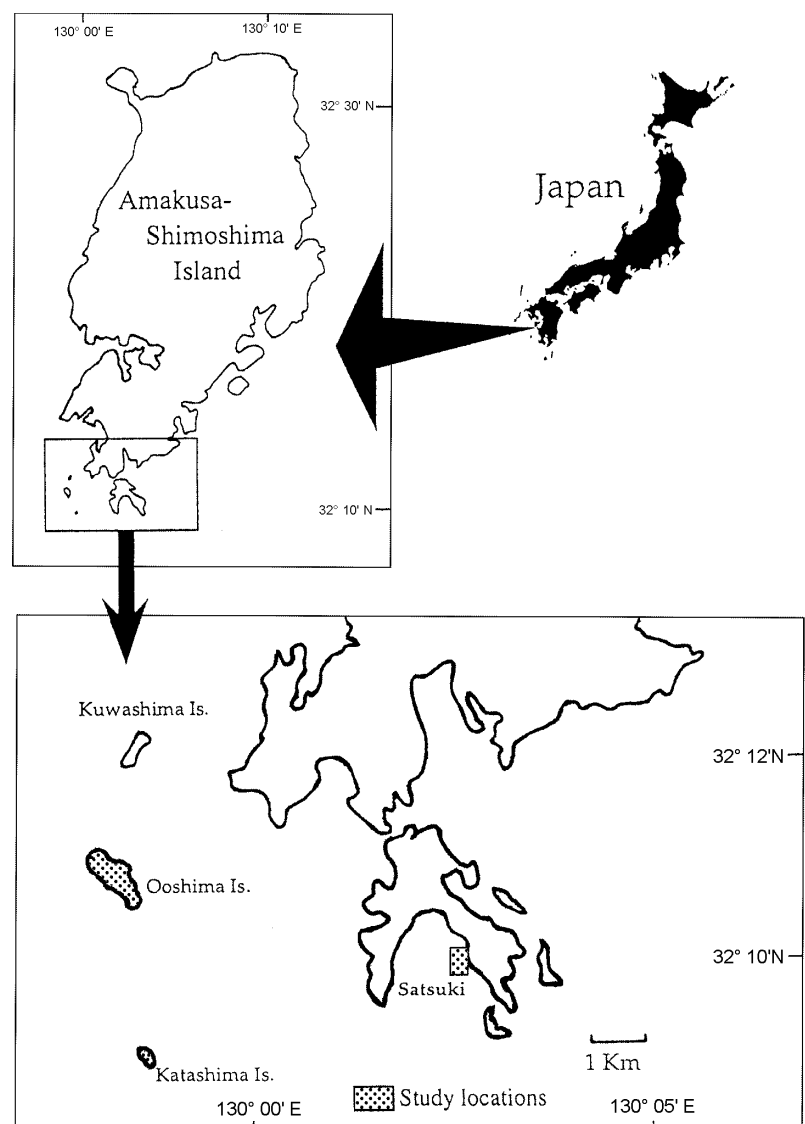 130° 00' E
130° 10' E
32° 30' N
Amakusa-
Shimoshima
Island
Japan
32° 10' N
Kuwashima Is.
32° 12'N
Ooshima Is.
32° 10'N
Satsuki
1 Km
Katashima Is.
Study locations
130° 00' E
130° 05' E